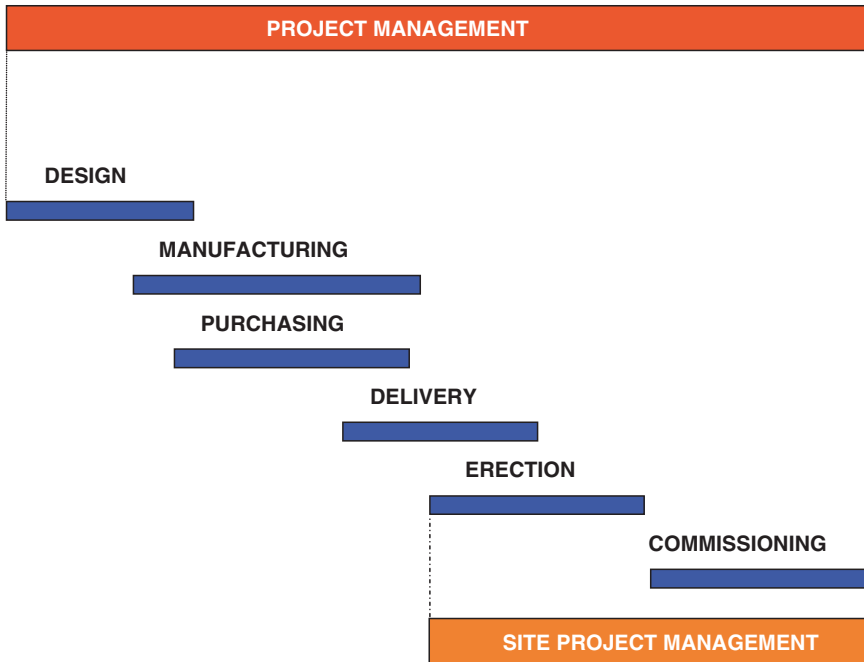 PROJECT MANAGEMENT
DESIGN
MANUFACTURING
PURCHASING
DELIVERY
ERECTION
COMMISSIONING
SITE PROJECT MANAGEMENT